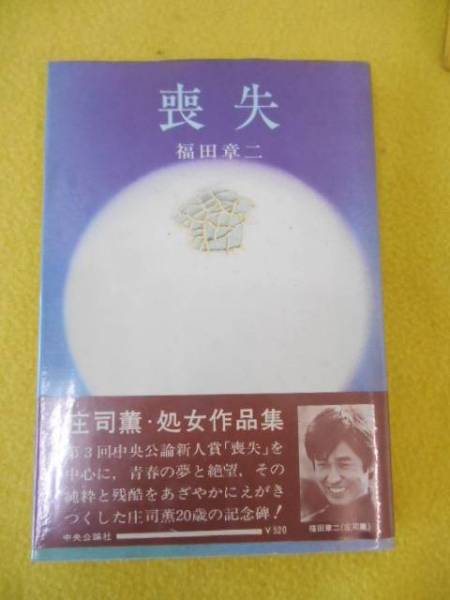 喪失
福田章二
庄司薫・処女作品集
第3回中央公論新人賞「喪失」を
中心に，青春の夢と絶望，その
純粋と残酷をあざやかにえがき
つくした庄司薫20歳の記念碑！
中央公論社
¥520
福田章二(庄司薫)